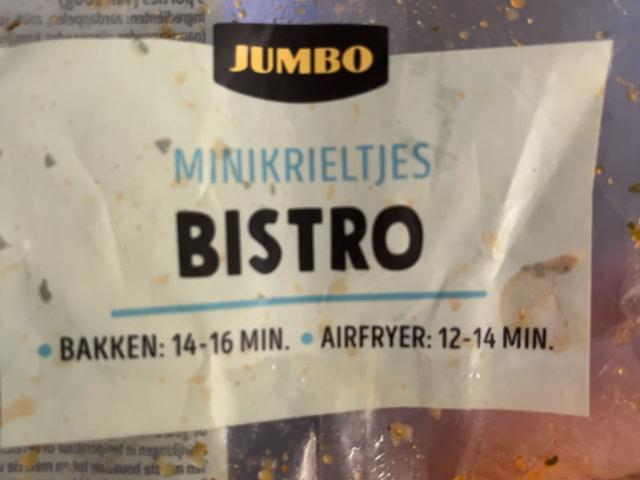 JUMBO
MINIKRIELTJES
BISTRO
• BAKKEN: 14-16 MIN. • AIRFRYER: 12-14 MIN.